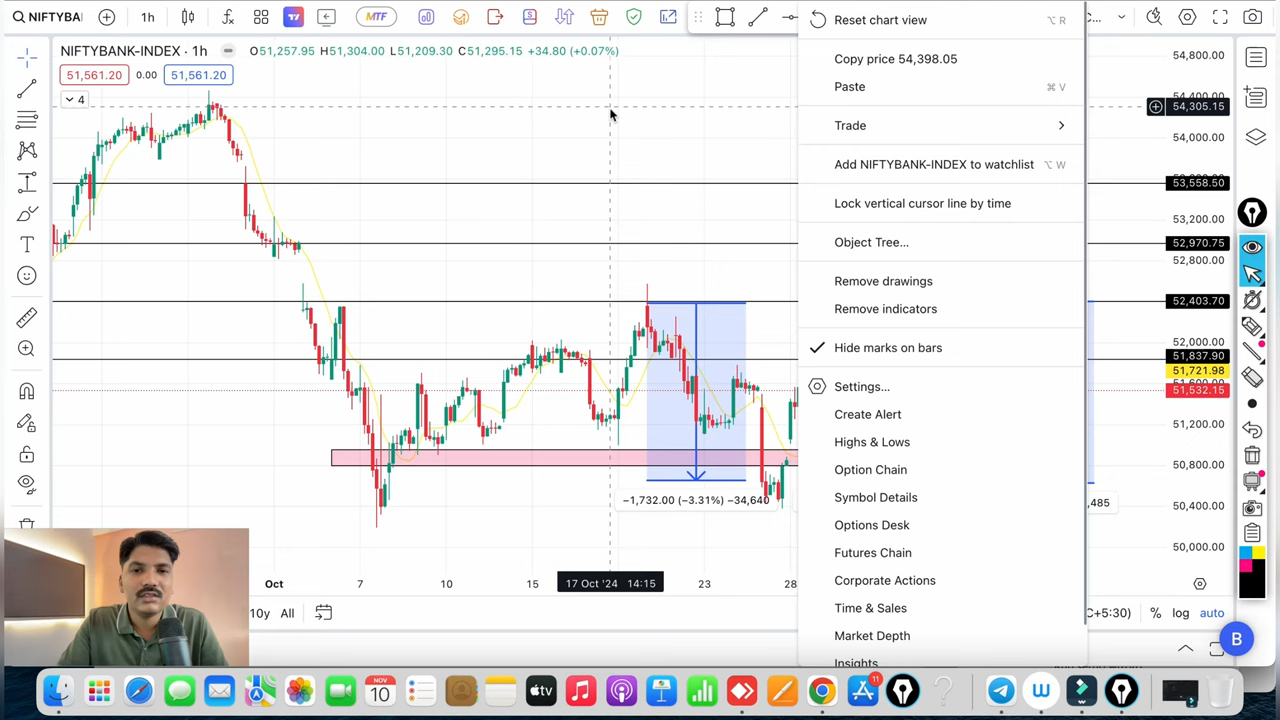 NIFTYBA
1h
MTF
C...
NIFTYBANK-INDEX · 1h
O51,257.95 H51,304.00 L51,209.30 C51,295.15 +34.80 (+0.07%)
51,561.20 0.00 51,561.20
4
Reset chart view ⌥ R
Copy price 54,398.05
Paste ⌘ V
Trade
Add NIFTYBANK-INDEX to watchlist ⌥ W
Lock vertical cursor line by time
Object Tree...
Remove drawings
Remove indicators
Hide marks on bars
Settings...
Create Alert
Highs & Lows
Option Chain
Symbol Details
Options Desk
Futures Chain
Corporate Actions
Time & Sales
Market Depth
Insights
54,800.00
54,305.15
54,000.00
53,558.50
53,200.00
52,970.75
52,800.00
52,403.70
52,000.00
51,837.90
51,721.98
51,532.15
51,200.00
50,800.00
50,400.00
50,000.00
−1,732.00 (−3.31%) −34,640
,485
Oct 7 10 15 17 Oct '24 14:15 23 28
10y All
C+5:30) % log auto
B
NOV
10
tv
11
W